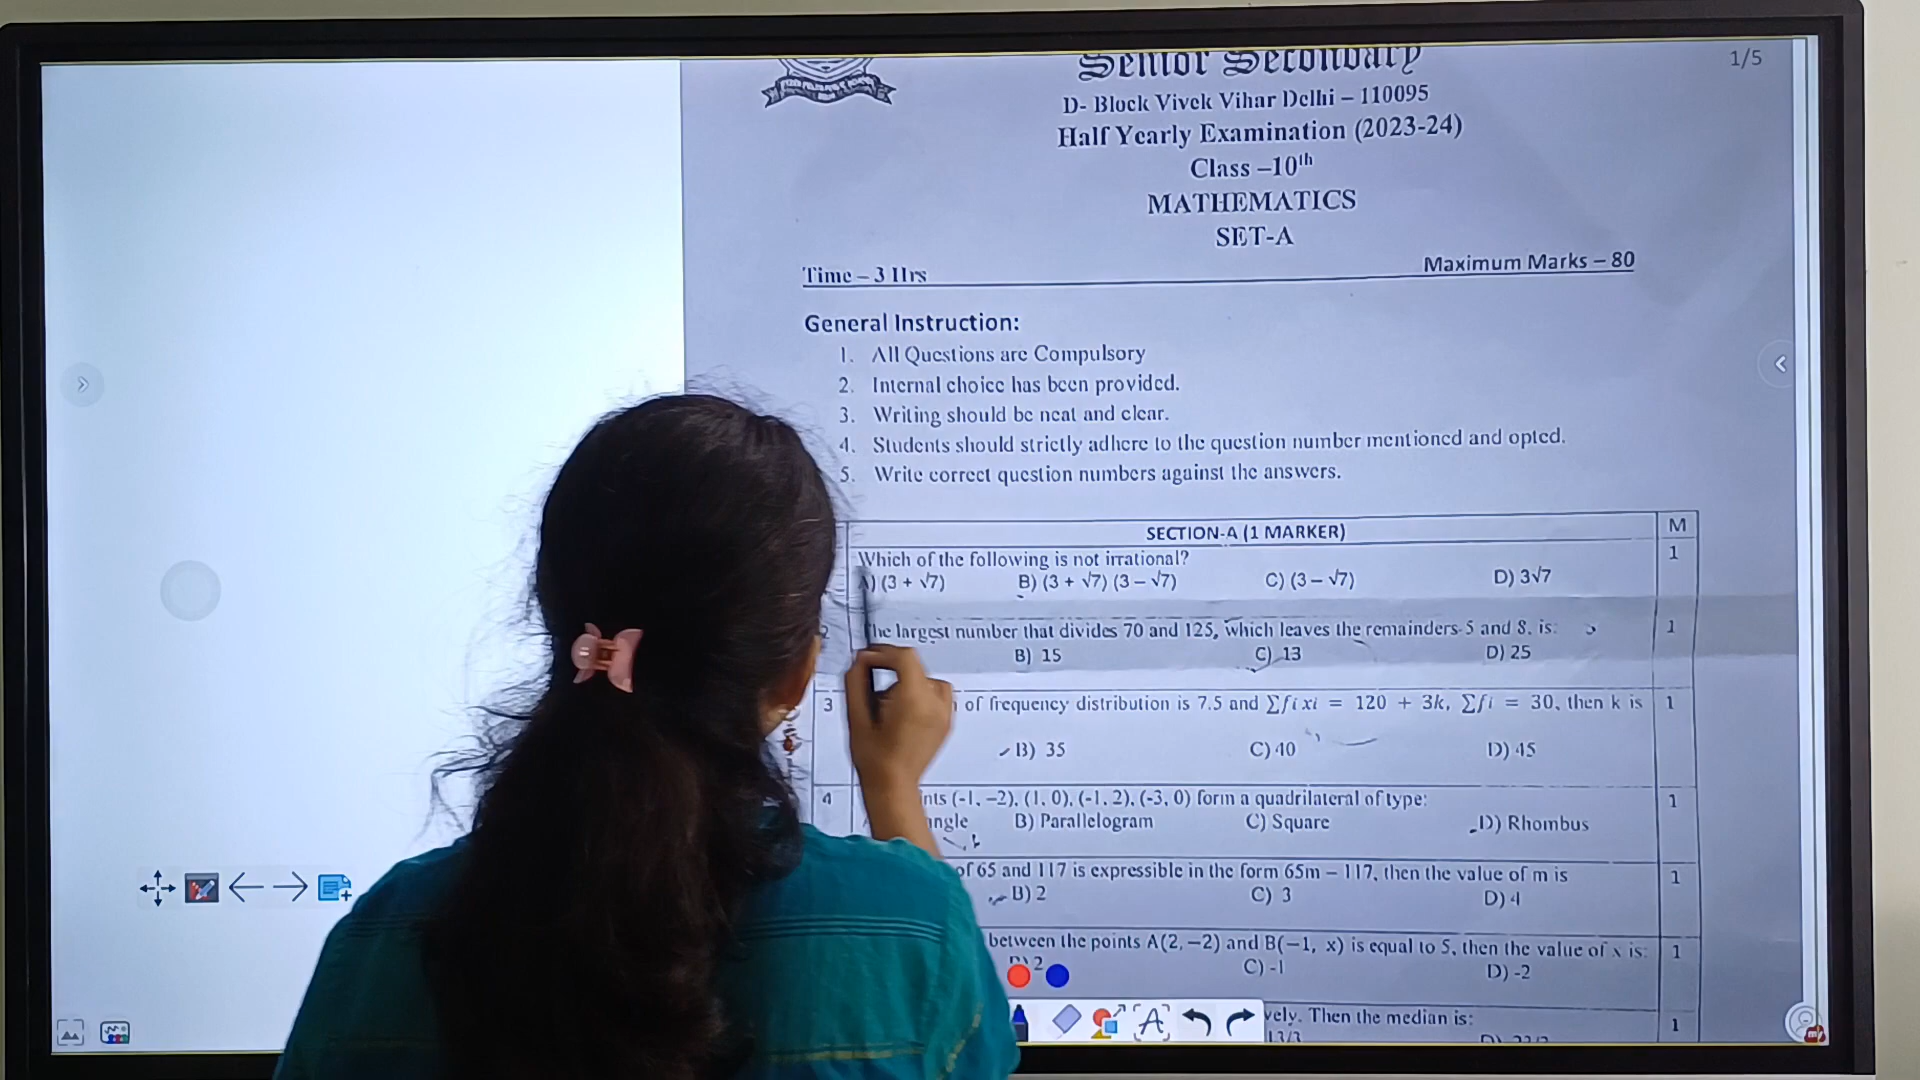 Senior Secondary
1/5
D- Block Vivek Vihar Delhi – 110095
Half Yearly Examination (2023-24)
Class –10th
MATHEMATICS
SET-A
Time – 3 Hrs
Maximum Marks – 80
General Instruction:
1. All Questions are Compulsory
2. Internal choice has been provided.
3. Writing should be neat and clear.
4. Students should strictly adhere to the question number mentioned and opted.
5. Write correct question numbers against the answers.
SECTION-A (1 MARKER) M
Which of the following is not irrational? 1
A) (3 + √7) B) (3 + √7) (3 – √7) C) (3 – √7) D) 3√7
2 The largest number that divides 70 and 125, which leaves the remainders 5 and 8, is: 1
B) 15 C) 13 D) 25
3 of frequency distribution is 7.5 and ∑fi xi = 120 + 3k, ∑fi = 30, then k is 1
B) 35 C) 40 D) 45
4 (-1, –2), (1, 0), (-1, 2), (-3, 0) form a quadrilateral of type: 1
B) Parallelogram C) Square D) Rhombus
of 65 and 117 is expressible in the form 65m – 117, then the value of m is 1
B) 2 C) 3 D) 4
between the points A(2, –2) and B(–1, x) is equal to 5, then the value of x is: 1
2 C) -1 D) -2
Then the median is: 1